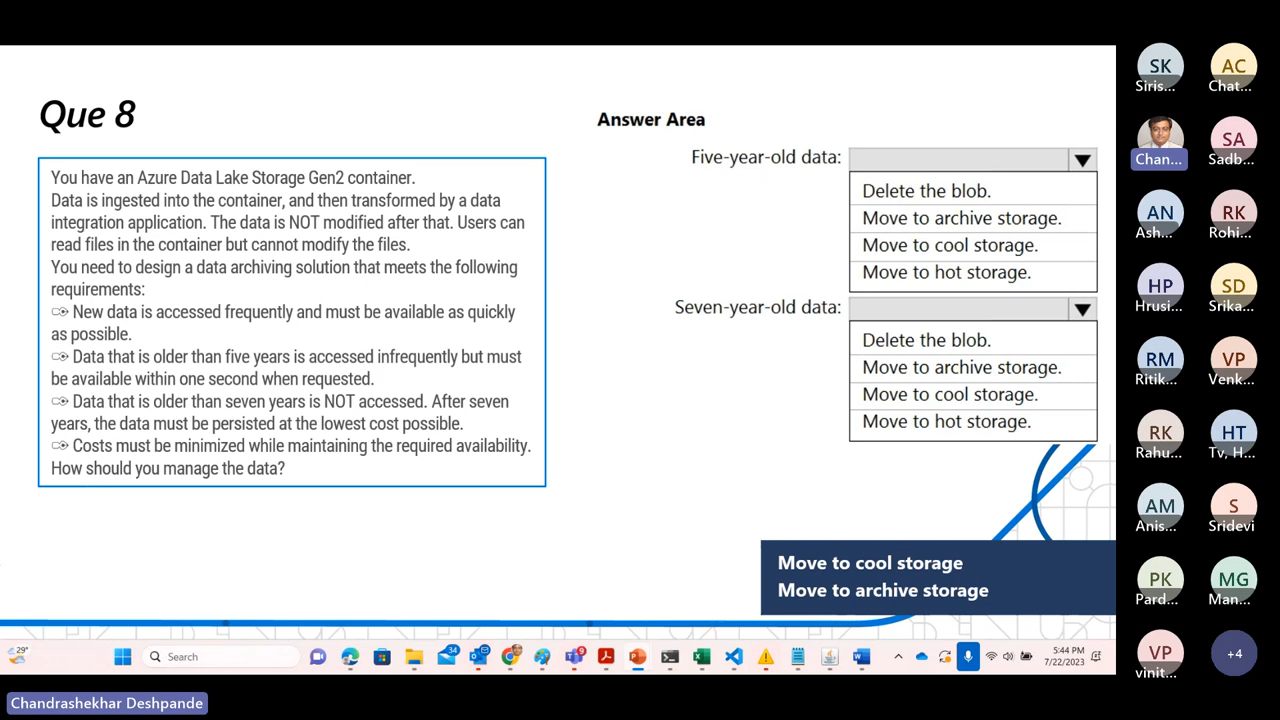 Que 8
You have an Azure Data Lake Storage Gen2 container.
Data is ingested into the container, and then transformed by a data
integration application. The data is NOT modified after that. Users can
read files in the container but cannot modify the files.
You need to design a data archiving solution that meets the following
requirements:
New data is accessed frequently and must be available as quickly
as possible.
Data that is older than five years is accessed infrequently but must
be available within one second when requested.
Data that is older than seven years is NOT accessed. After seven
years, the data must be persisted at the lowest cost possible.
Costs must be minimized while maintaining the required availability.
How should you manage the data?
Answer Area
Five-year-old data:
Delete the blob.
Move to archive storage.
Move to cool storage.
Move to hot storage.
Seven-year-old data:
Delete the blob.
Move to archive storage.
Move to cool storage.
Move to hot storage.
Move to cool storage
Move to archive storage
SK
Siris...
AC
Chat...
Chan...
SA
Sadb...
AN
Ash...
RK
Rohi...
HP
Hrusi...
SD
Srika...
RM
Ritik...
VP
Venk...
RK
Rahu...
HT
Tv, H...
AM
Anis...
S
Sridevi
PK
Pard...
MG
Man...
VP
vinit...
+4
29°
Search
34
9
5:44 PM
7/22/2023
Chandrashekhar Deshpande